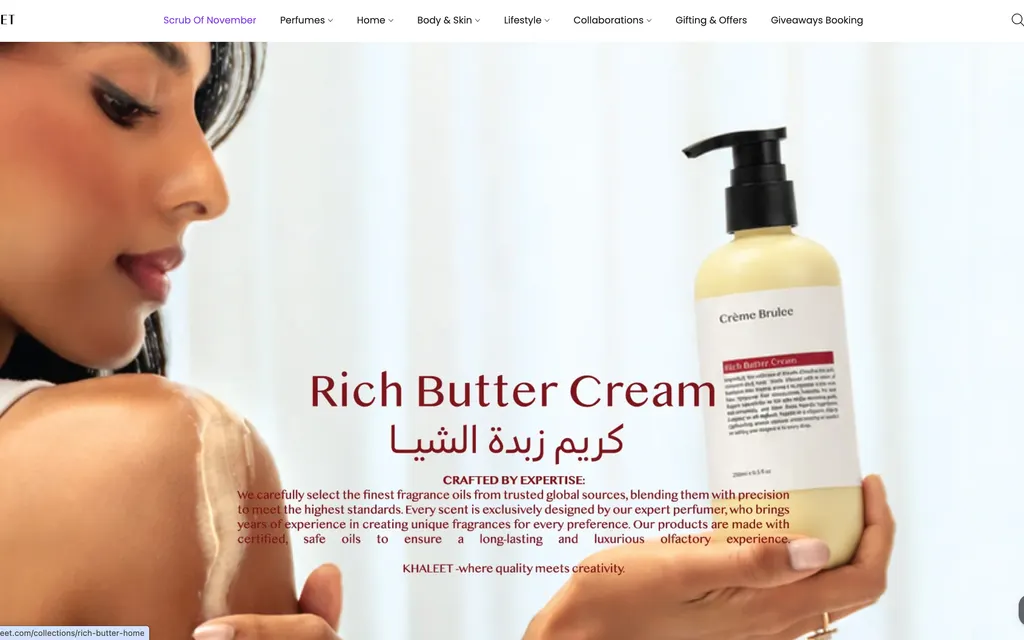 ET
Scrub Of November
Perfumes
Home
Body & Skin
Lifestyle
Collaborations
Gifting & Offers
Giveaways Booking
Crème Brulee
Rich Butter Cream
Rich Butter Cream
كريم زبدة الشيـا
CRAFTED BY EXPERTISE:
We carefully select the finest fragrance oils from trusted global sources, blending them with precision
to meet the highest standards. Every scent is exclusively designed by our expert perfumer, who brings
years of experience in creating unique fragrances for every preference. Our products are made with
certified, safe oils to ensure a long-lasting and luxurious olfactory experience.
KHALEET -where quality meets creativity.
eet.com/collections/rich-butter-home